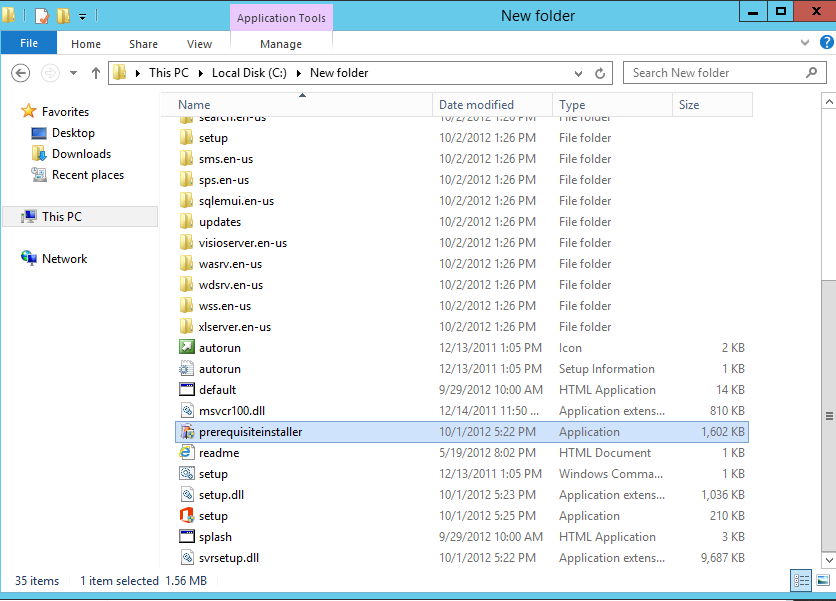 Application Tools
New folder
File Home Share View Manage
This PC Local Disk (C:) New folder
Search New folder
Favorites
Desktop
Downloads
Recent places
This PC
Network
Name Date modified Type Size
search.en-us 10/2/2012 1:26 PM File folder
setup 10/2/2012 1:26 PM File folder
sms.en-us 10/2/2012 1:26 PM File folder
sps.en-us 10/2/2012 1:26 PM File folder
sqlemui.en-us 10/2/2012 1:26 PM File folder
updates 10/2/2012 1:26 PM File folder
visioserver.en-us 10/2/2012 1:26 PM File folder
wasrv.en-us 10/2/2012 1:26 PM File folder
wdsrv.en-us 10/2/2012 1:26 PM File folder
wss.en-us 10/2/2012 1:26 PM File folder
xlserver.en-us 10/2/2012 1:26 PM File folder
autorun 12/13/2011 1:05 PM Icon 2 KB
autorun 12/13/2011 1:05 PM Setup Information 1 KB
default 9/29/2012 10:00 AM HTML Application 14 KB
msvcr100.dll 12/14/2011 11:50 ... Application extens... 810 KB
prerequisiteinstaller 10/1/2012 5:22 PM Application 1,602 KB
readme 5/19/2012 8:02 PM HTML Document 1 KB
setup 12/13/2011 1:05 PM Windows Comma... 1 KB
setup.dll 10/1/2012 5:23 PM Application extens... 1,036 KB
setup 10/1/2012 5:25 PM Application 210 KB
splash 9/29/2012 10:00 AM HTML Application 3 KB
svrsetup.dll 10/1/2012 5:22 PM Application extens... 9,687 KB
35 items 1 item selected 1.56 MB